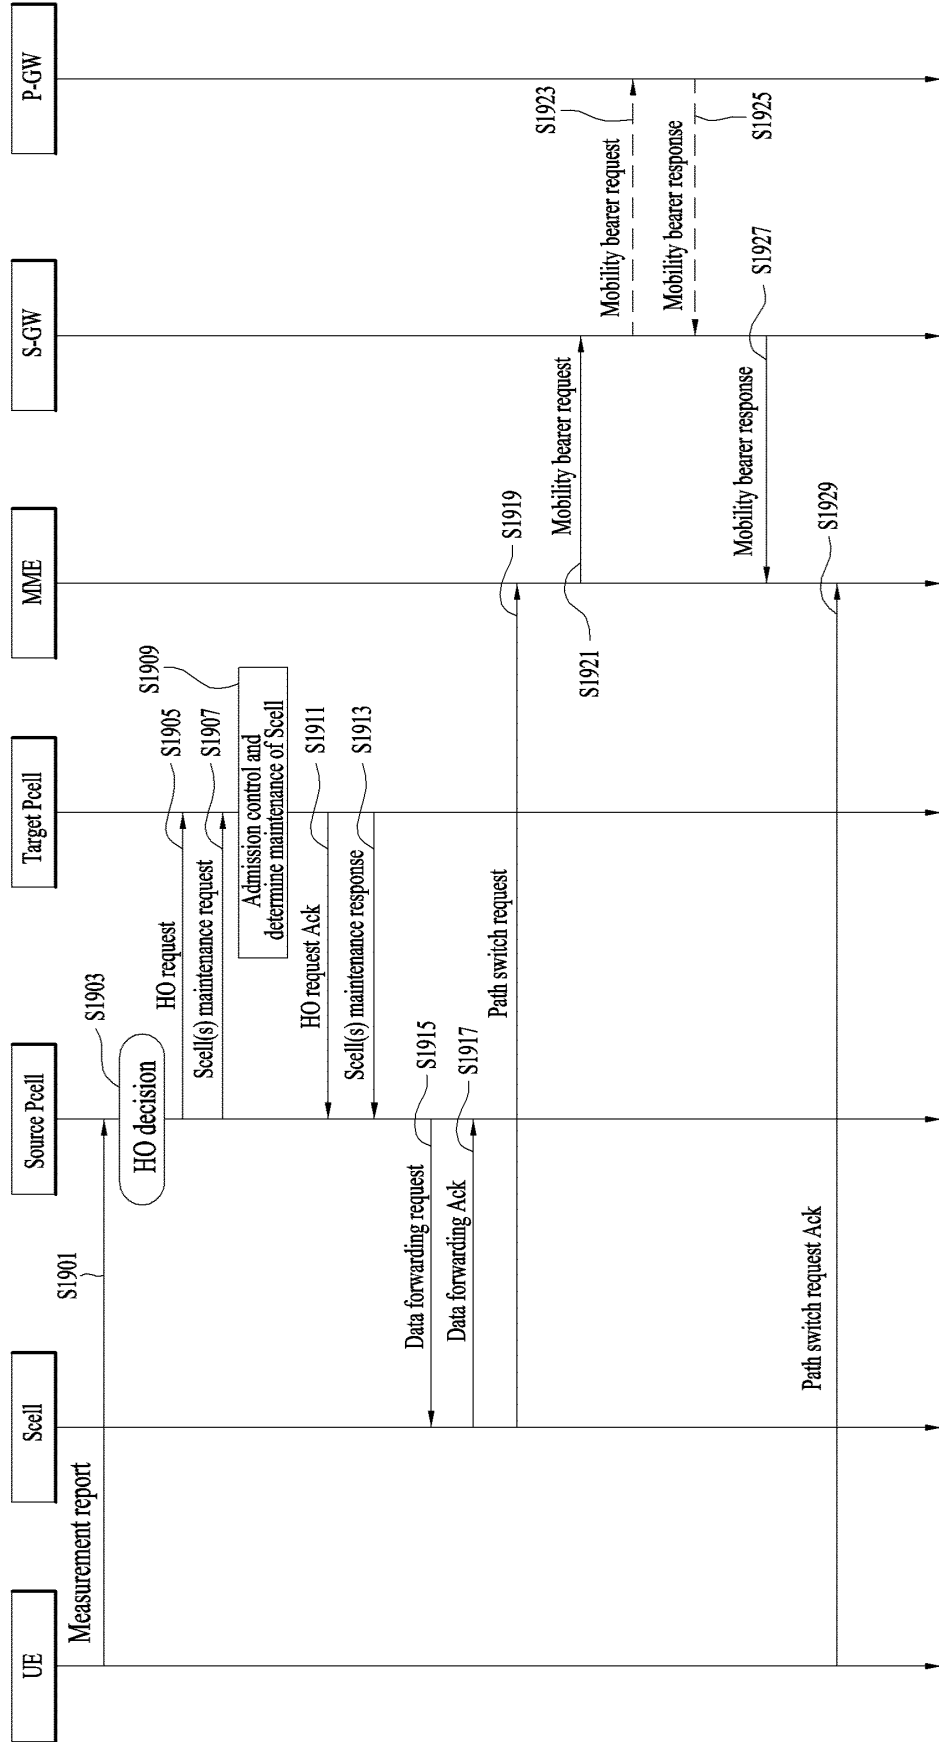 UE
Scell
Source Pcell
Target Pcell
MME
S-GW
P-GW
Measurement report
S1901
HO decision
S1903
HO request
S1905
Scell(s) maintenance request
S1907
Admission control and
determine maintenance of Scell
S1909
HO request Ack
S1911
Scell(s) maintenance response
S1913
Data forwarding request
S1915
Data forwarding Ack
S1917
Path switch request
S1919
Mobility bearer request
S1921
Mobility bearer request
S1923
Mobility bearer response
S1925
Mobility bearer response
S1927
Path switch request Ack
S1929